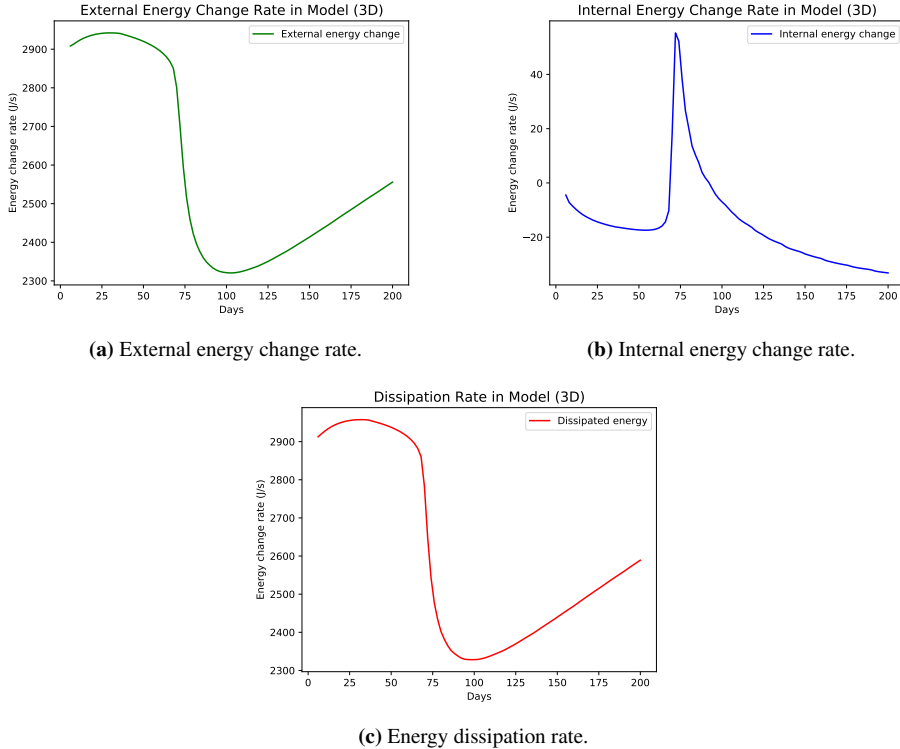 External Energy Change Rate in Model (3D)
External energy change
2900
2800
2700
2600
2500
2400
2300
Energy change rate (J/s)
0 25 50 75 100 125 150 175 200
Days
(a) External energy change rate.
Internal Energy Change Rate in Model (3D)
Internal energy change
40
20
0
−20
Energy change rate (J/s)
0 25 50 75 100 125 150 175 200
Days
(b) Internal energy change rate.
Dissipation Rate in Model (3D)
Dissipated energy
2900
2800
2700
2600
2500
2400
2300
Energy change rate (J/s)
0 25 50 75 100 125 150 175 200
Days
(c) Energy dissipation rate.